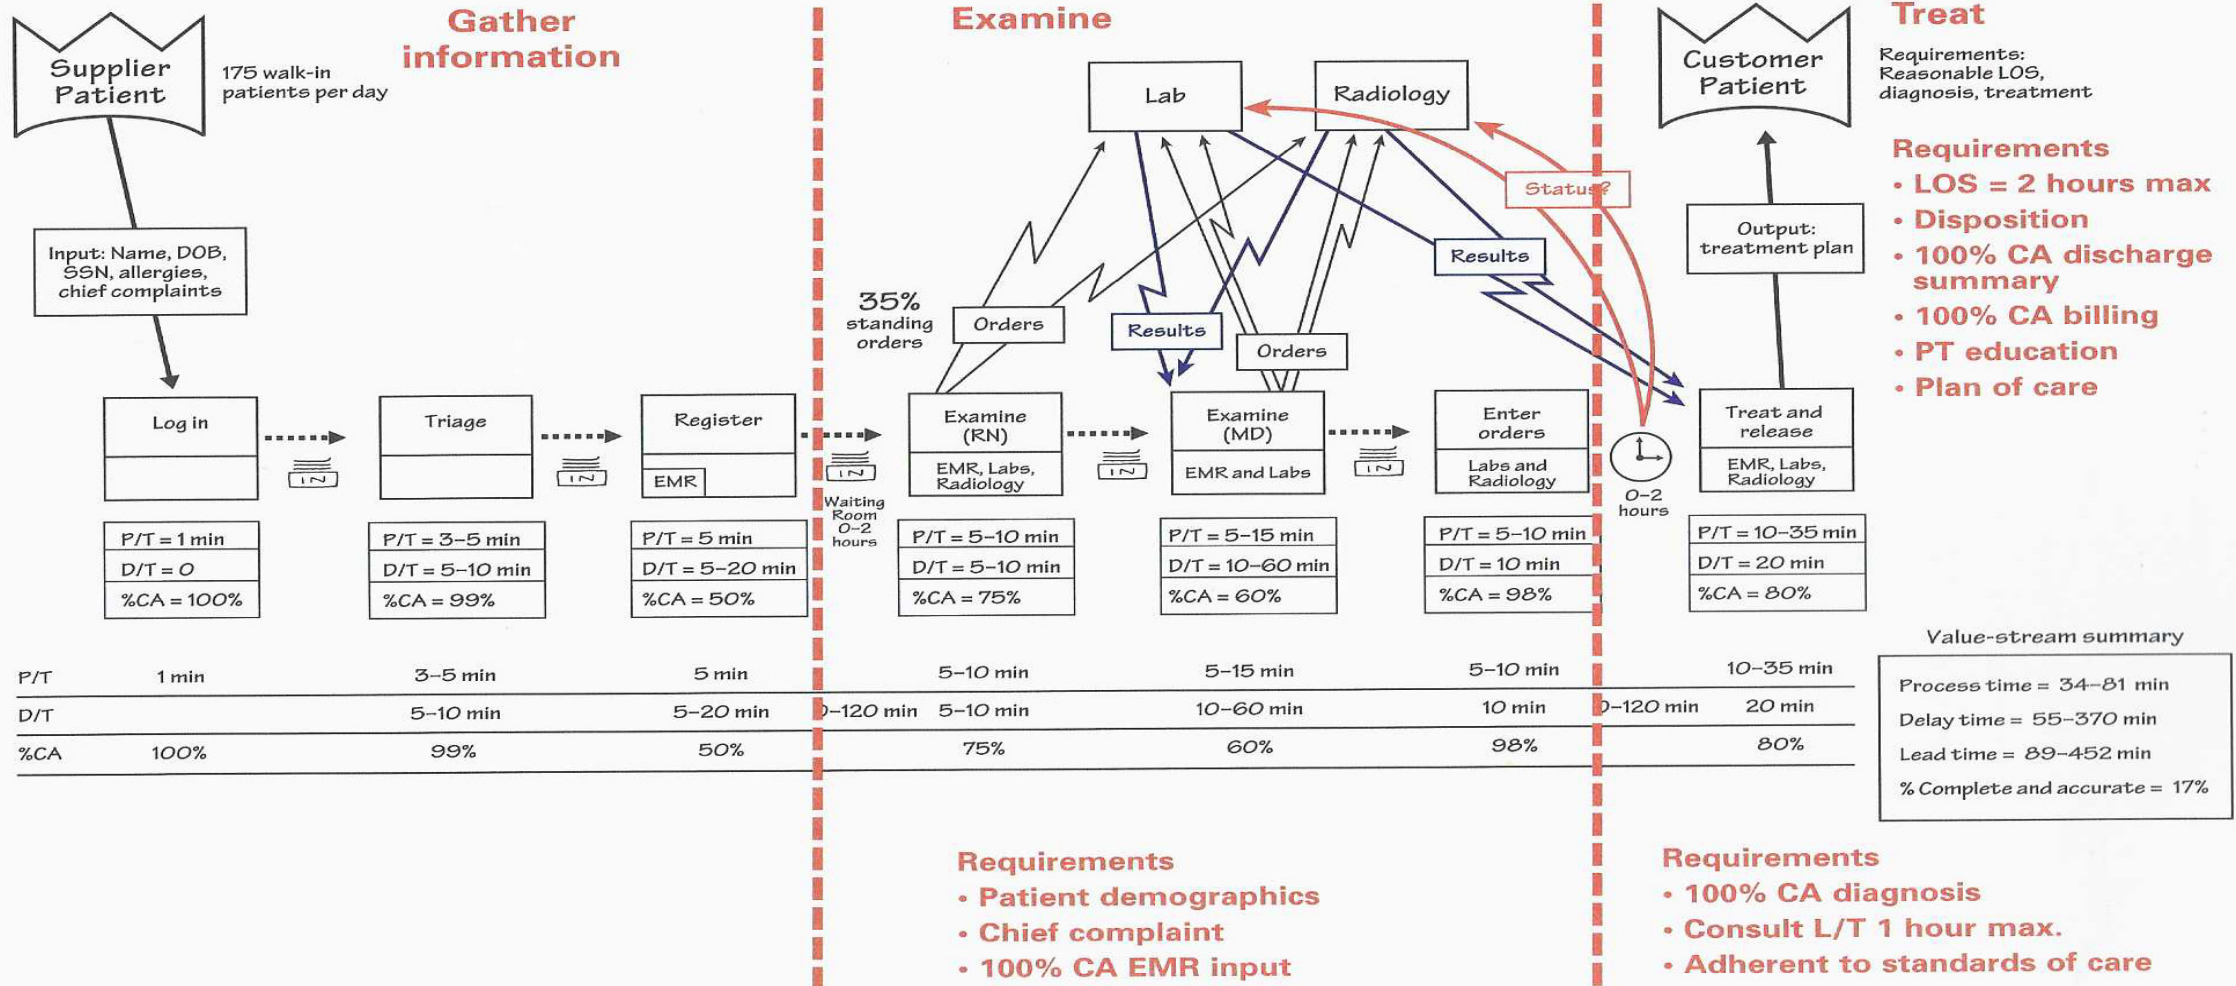 Gather
information
Examine
Treat
Supplier
Patient
175 walk-in
patients per day
Lab
Radiology
Customer
Patient
Requirements:
Reasonable LOS,
diagnosis, treatment
Requirements
• LOS = 2 hours max
• Disposition
• 100% CA discharge
summary
• 100% CA billing
• PT education
• Plan of care
Status?
Input: Name, DOB,
SSN, allergies,
chief complaints
Output:
treatment plan
Results
35%
standing
orders
Orders
Results
Orders
Log in
Triage
Register
EMR
Examine
(RN)
EMR, Labs,
Radiology
Examine
(MD)
EMR and Labs
Enter
orders
Labs and
Radiology
Treat and
release
EMR, Labs,
Radiology
IN
IN
IN
IN
IN
Waiting
Room
0–2
hours
0–2
hours
P/T = 1 min
D/T = 0
%CA = 100%
P/T = 3–5 min
D/T = 5–10 min
%CA = 99%
P/T = 5 min
D/T = 5–20 min
%CA = 50%
P/T = 5–10 min
D/T = 5–10 min
%CA = 75%
P/T = 5–15 min
D/T = 10–60 min
%CA = 60%
P/T = 5–10 min
D/T = 10 min
%CA = 98%
P/T = 10–35 min
D/T = 20 min
%CA = 80%
P/T 1 min 3–5 min 5 min 5–10 min 5–15 min 5–10 min 10–35 min
D/T 5–10 min 5–20 min 0–120 min 5–10 min 10–60 min 10 min 0–120 min 20 min
%CA 100% 99% 50% 75% 60% 98% 80%
Value-stream summary
Process time = 34–81 min
Delay time = 55–370 min
Lead time = 89–452 min
% Complete and accurate = 17%
Requirements
• Patient demographics
• Chief complaint
• 100% CA EMR input
Requirements
• 100% CA diagnosis
• Consult L/T 1 hour max.
• Adherent to standards of care